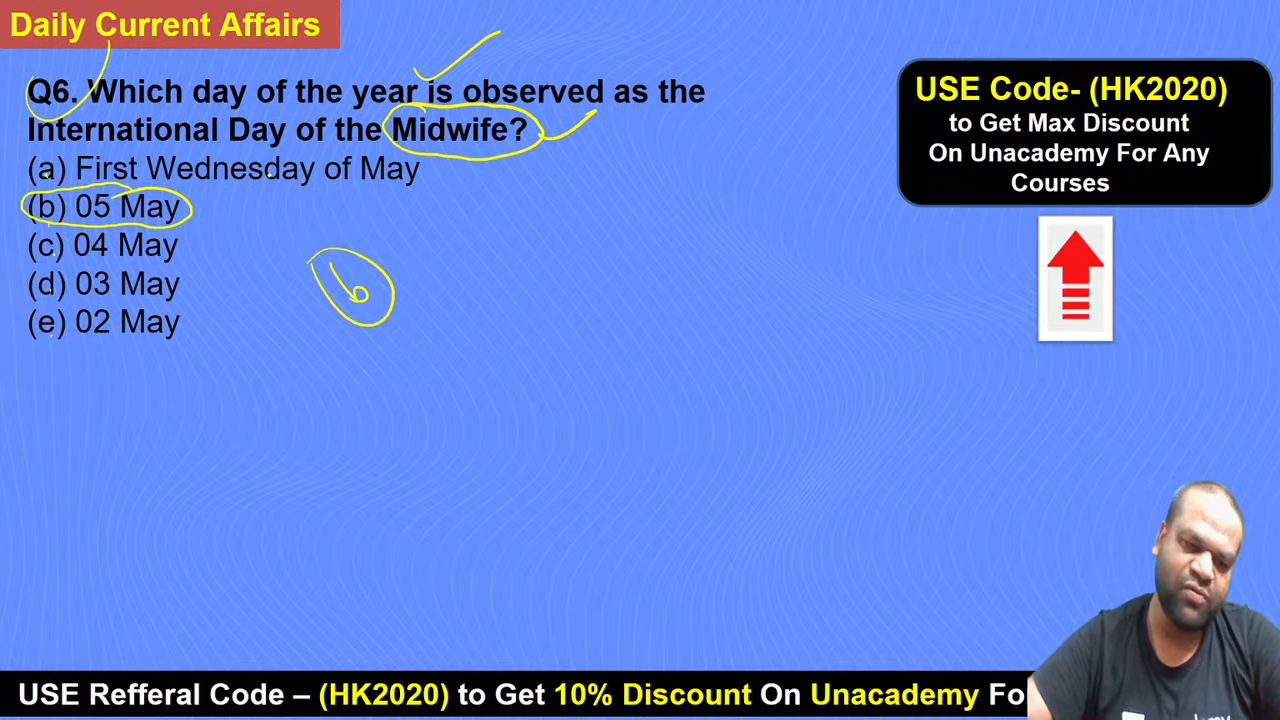 Daily Current Affairs
Q6. Which day of the year is observed as the
International Day of the Midwife?
(a) First Wednesday of May
(b) 05 May
(c) 04 May
(d) 03 May
(e) 02 May
b
USE Code- (HK2020)
to Get Max Discount
On Unacademy For Any
Courses
USE Refferal Code – (HK2020) to Get 10% Discount On Unacademy Fo